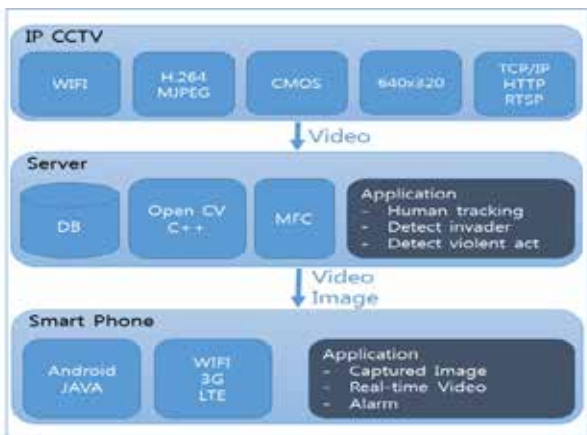 IP CCTV
WIFI
H.264
MJPEG
CMOS
640x320
TCP/IP
HTTP
RTSP
Video
Server
DB
Open CV
C++
MFC
Application
- Human tracking
- Detect invader
- Detect violent act
Video
Image
Smart Phone
Android
JAVA
WIFI
3G
LTE
Application
- Captured Image
- Real-time Video
- Alarm